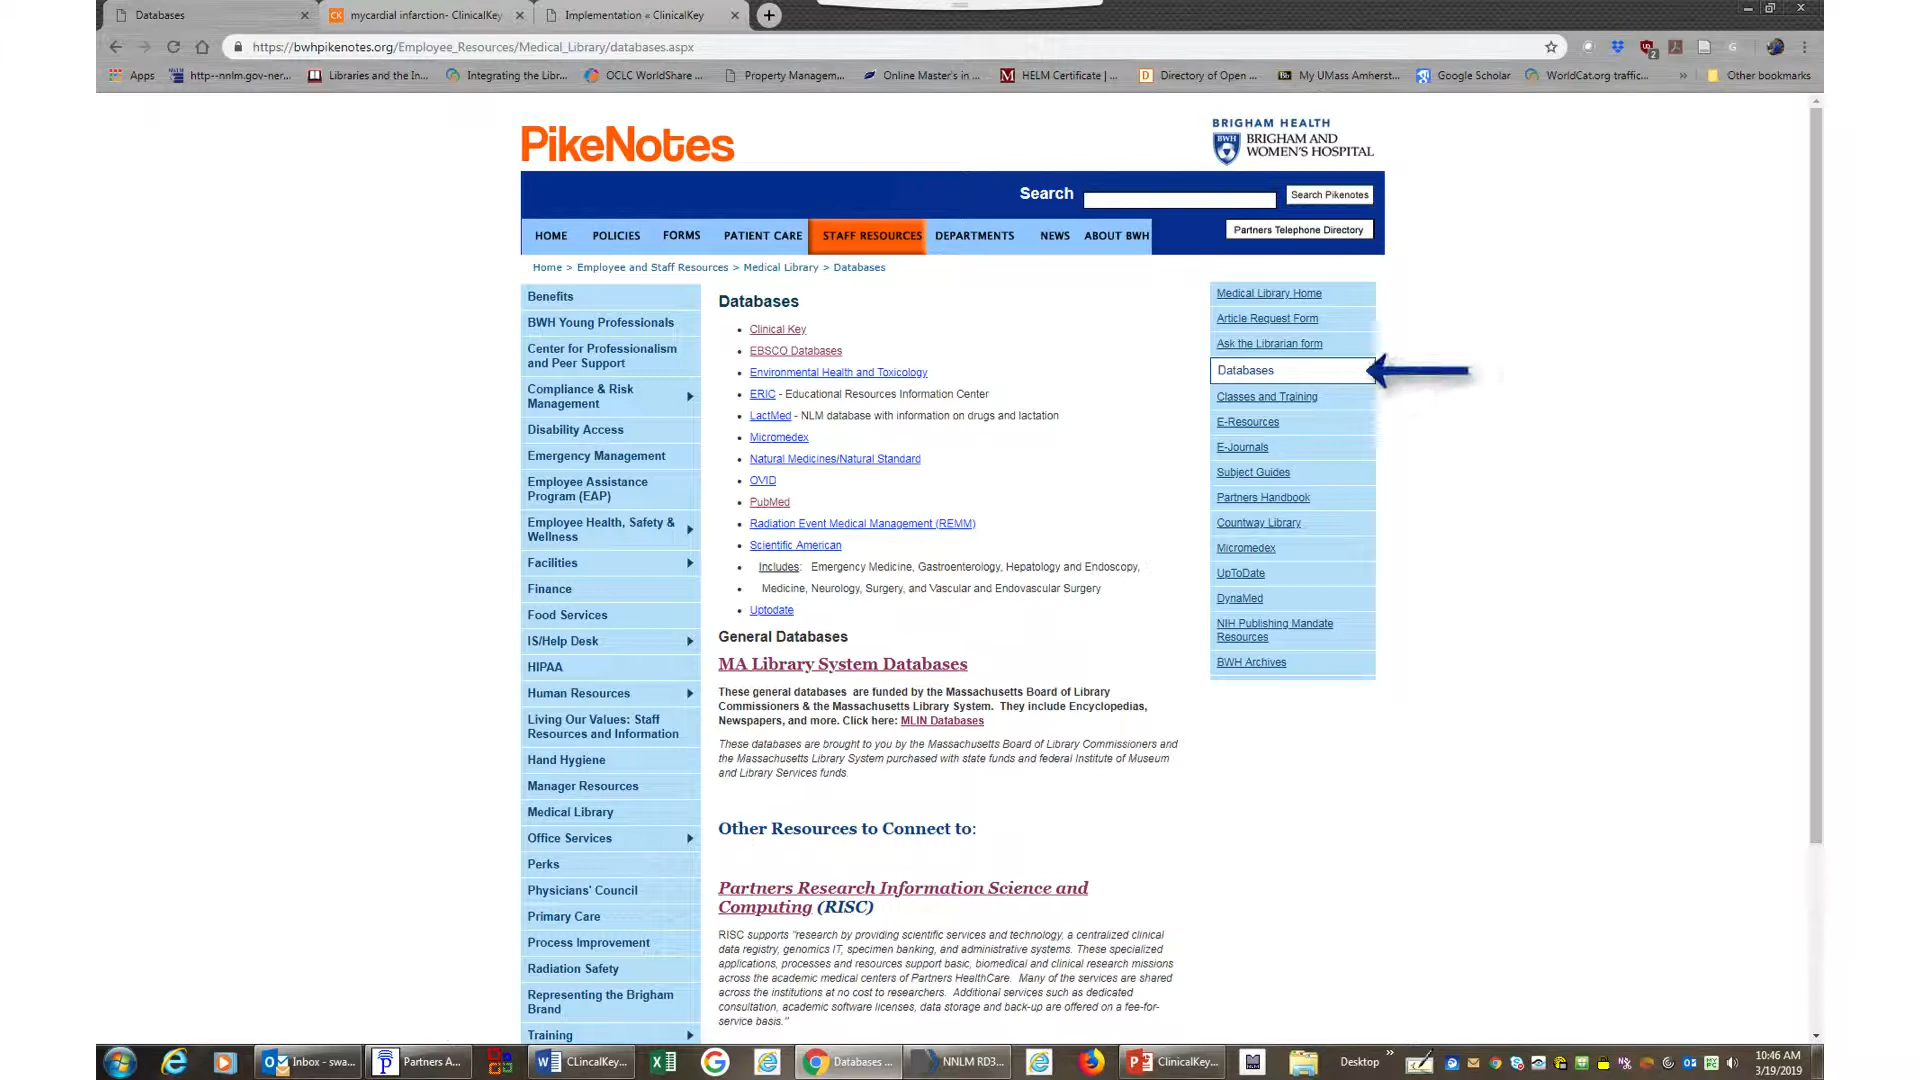 Databases
myocardial infarction- ClinicalKey
Implementation « ClinicalKey
https://bwhpikenotes.org/Employee_Resources/Medical_Library/databases.aspx
Apps
http--nnlm.gov-ner...
Libraries and the In...
Integrating the Libr...
OCLC WorldShare ...
Property Managem...
Online Master's in ...
HELM Certificate | ...
Directory of Open ...
My UMass Amherst...
Google Scholar
WorldCat.org traffic...
Other bookmarks
PikeNotes
BRIGHAM HEALTH
BWH
BRIGHAM AND
WOMEN'S HOSPITAL
Search
Search Pikenotes
HOME
POLICIES
FORMS
PATIENT CARE
STAFF RESOURCES
DEPARTMENTS
NEWS
ABOUT BWH
Partners Telephone Directory
Home > Employee and Staff Resources > Medical Library > Databases
Benefits
BWH Young Professionals
Center for Professionalism
and Peer Support
Compliance & Risk
Management
Disability Access
Emergency Management
Employee Assistance
Program (EAP)
Employee Health, Safety &
Wellness
Facilities
Finance
Food Services
IS/Help Desk
HIPAA
Human Resources
Living Our Values: Staff
Resources and Information
Hand Hygiene
Manager Resources
Medical Library
Office Services
Perks
Physicians' Council
Primary Care
Process Improvement
Radiation Safety
Representing the Brigham
Brand
Training
Databases
• Clinical Key
• EBSCO Databases
• Environmental Health and Toxicology
• ERIC - Educational Resources Information Center
• LactMed - NLM database with information on drugs and lactation
• Micromedex
• Natural Medicines/Natural Standard
• OVID
• PubMed
• Radiation Event Medical Management (REMM)
• Scientific American
• Includes: Emergency Medicine, Gastroenterology, Hepatology and Endoscopy,
• Medicine, Neurology, Surgery, and Vascular and Endovascular Surgery
• Uptodate
General Databases
MA Library System Databases
These general databases are funded by the Massachusetts Board of Library
Commissioners & the Massachusetts Library System. They include Encyclopedias,
Newspapers, and more. Click here: MLIN Databases
These databases are brought to you by the Massachusetts Board of Library Commissioners and
the Massachusetts Library System purchased with state funds and federal Institute of Museum
and Library Services funds.
Other Resources to Connect to:
Partners Research Information Science and
Computing (RISC)
RISC supports "research by providing scientific services and technology, a centralized clinical
data registry, genomics IT, specimen banking, and administrative systems. These specialized
applications, processes and resources support basic, biomedical and clinical research missions
across the academic medical centers of Partners HealthCare. Many of the services are shared
across the institutions at no cost to researchers. Additional services such as dedicated
consultation, academic software licenses, data storage and back-up are offered on a fee-for-
service basis."
Medical Library Home
Article Request Form
Ask the Librarian form
Databases
Classes and Training
E-Resources
E-Journals
Subject Guides
Partners Handbook
Countway Library
Micromedex
UpToDate
DynaMed
NIH Publishing Mandate
Resources
BWH Archives
Inbox - swa...
Partners A...
CLincalKey...
Databases ...
NNLM RD3...
ClinicalKey...
Desktop
10:46 AM
3/19/2019